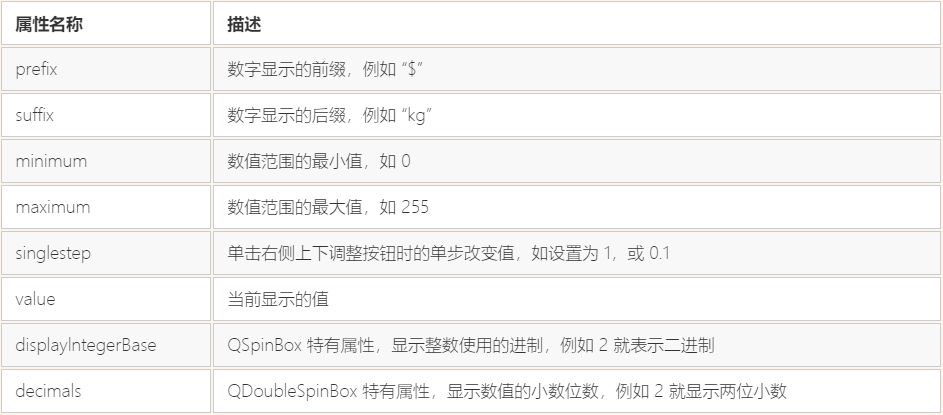 属性名称 描述
prefix 数字显示的前缀，例如 “$”
suffix 数字显示的后缀，例如 “kg”
minimum 数值范围的最小值，如 0
maximum 数值范围的最大值，如 255
singlestep 单击右侧上下调整按钮时的单步改变值，如设置为 1，或 0.1
value 当前显示的值
displayIntegerBase QSpinBox 特有属性，显示整数使用的进制，例如 2 就表示二进制
decimals QDoubleSpinBox 特有属性，显示数值的小数位数，例如 2 就显示两位小数